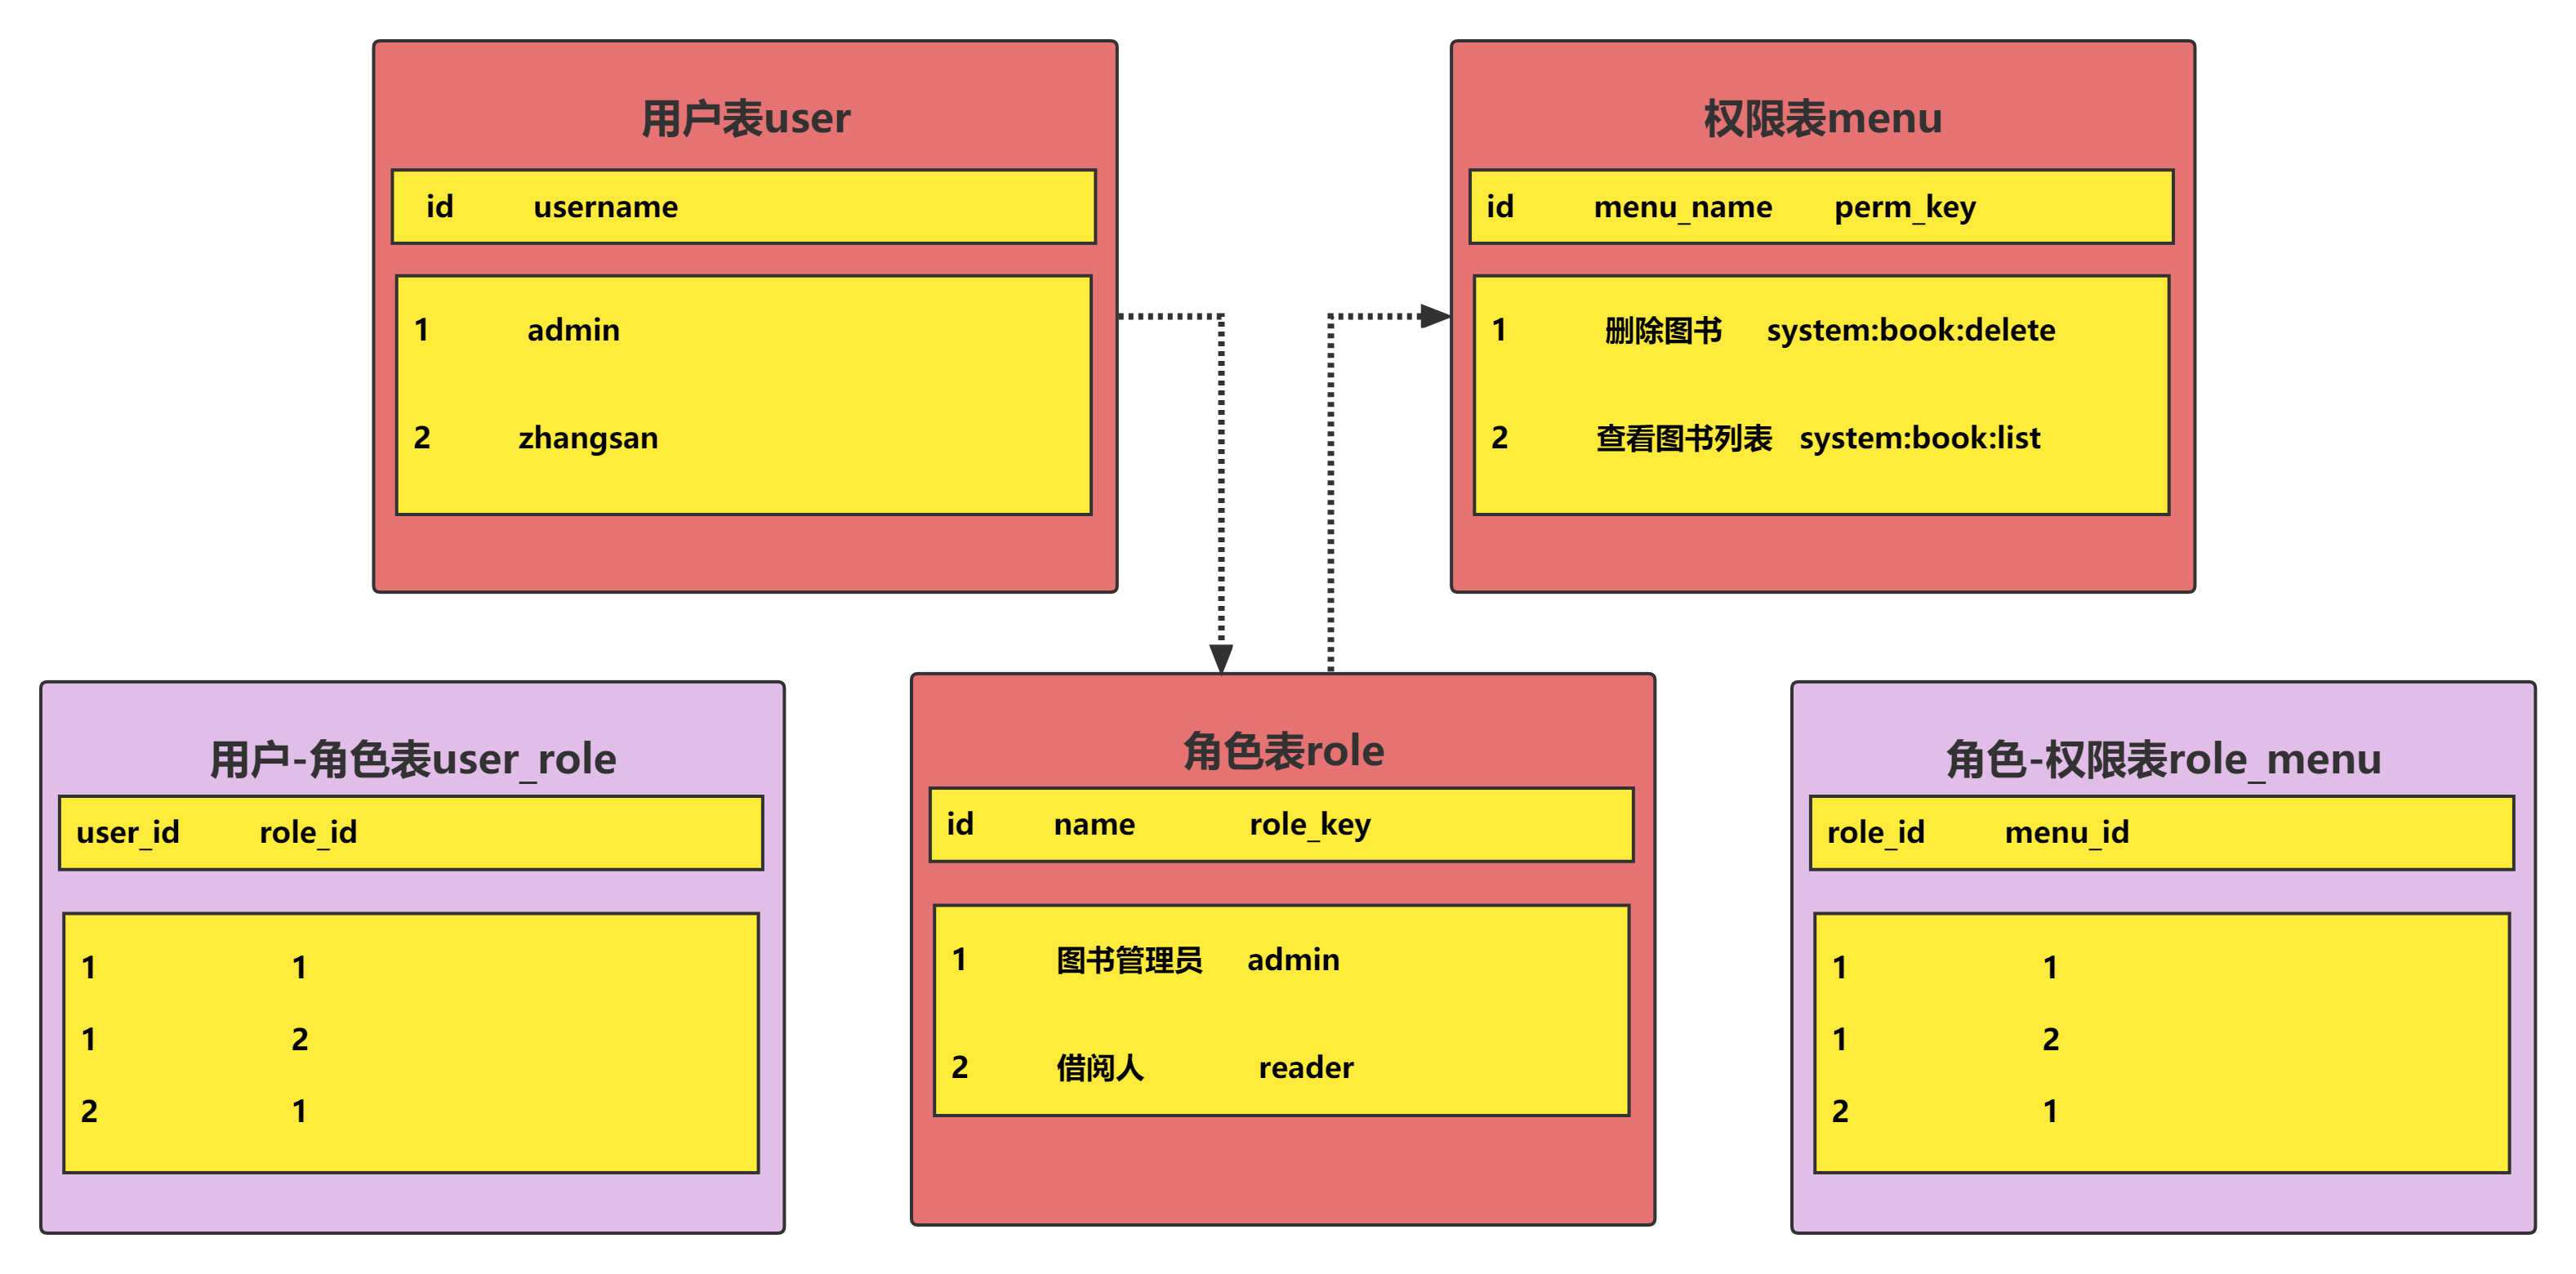 用户表user
id username
1 admin
2 zhangsan
权限表menu
id menu_name perm_key
1 删除图书 system:book:delete
2 查看图书列表 system:book:list
用户-角色表user_role
user_id role_id
1 1
1 2
2 1
角色表role
id name role_key
1 图书管理员 admin
2 借阅人 reader
角色-权限表role_menu
role_id menu_id
1 1
1 2
2 1